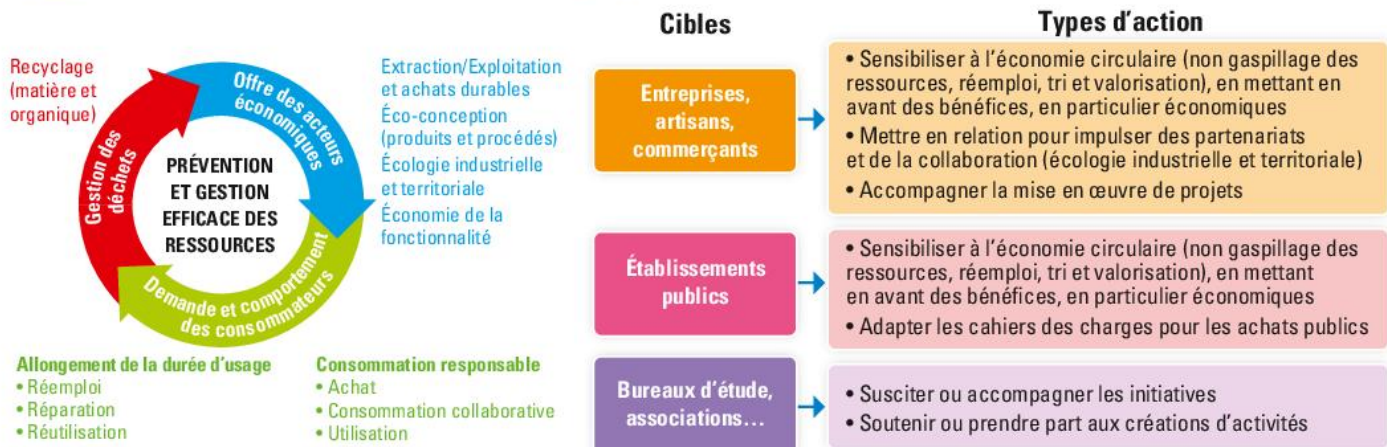 Recyclage
(matière et
organique)
Gestion des
déchets
Offre des acteurs
économiques
Demande et comportement
des consommateurs
PRÉVENTION
ET GESTION
EFFICACE DES
RESSOURCES
Extraction/Exploitation
et achats durables
Éco-conception
(produits et procédés)
Écologie industrielle
et territoriale
Économie de la
fonctionnalité
Allongement de la durée d'usage
• Réemploi
• Réparation
• Réutilisation
Consommation responsable
• Achat
• Consommation collaborative
• Utilisation
Cibles
Types d'action
Entreprises,
artisans,
commerçants
• Sensibiliser à l'économie circulaire (non gaspillage des
ressources, réemploi, tri et valorisation), en mettant en
avant des bénéfices, en particulier économiques
• Mettre en relation pour impulser des partenariats
et de la collaboration (écologie industrielle et territoriale)
• Accompagner la mise en œuvre de projets
Établissements
publics
• Sensibiliser à l'économie circulaire (non gaspillage des
ressources, réemploi, tri et valorisation), en mettant
en avant des bénéfices, en particulier économiques
• Adapter les cahiers des charges pour les achats publics
Bureaux d'étude,
associations…
• Susciter ou accompagner les initiatives
• Soutenir ou prendre part aux créations d'activités